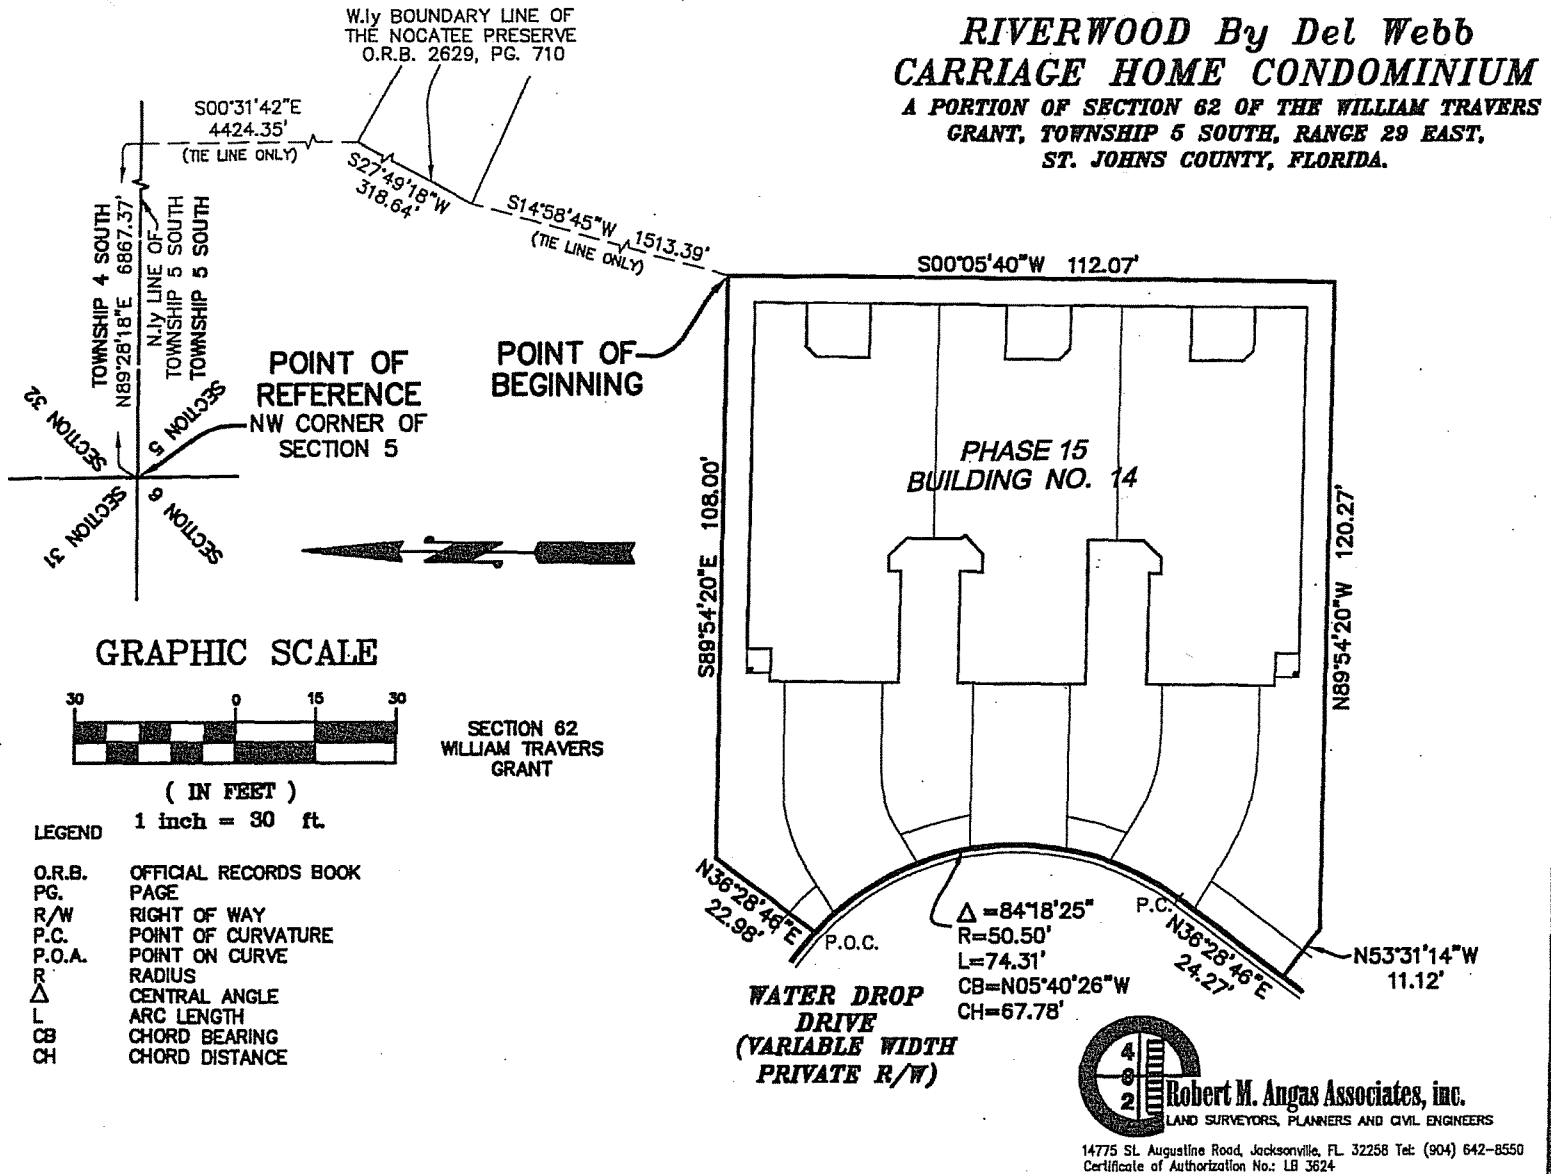 W.ly BOUNDARY LINE OF
THE NOCATEE PRESERVE
O.R.B. 2629, PG. 710
RIVERWOOD By Del Webb
CARRIAGE HOME CONDOMINIUM
A PORTION OF SECTION 62 OF THE WILLIAM TRAVERS
GRANT, TOWNSHIP 5 SOUTH, RANGE 29 EAST,
ST. JOHNS COUNTY, FLORIDA.
S00°31'42"E
4424.35'
(TIE LINE ONLY)
S27°49'18"W
318.64'
S14°58'45"W 1513.39'
(TIE LINE ONLY)
S00°05'40"W 112.07'
TOWNSHIP 4 SOUTH
N89°28'18"E 6867.37'
N.ly LINE OF
TOWNSHIP 5 SOUTH
TOWNSHIP 5 SOUTH
SECTION 32
SECTION 5
SECTION 31
SECTION 6
POINT OF
REFERENCE
NW CORNER OF
SECTION 5
POINT OF
BEGINNING
PHASE 15
BUILDING NO. 14
S89°54'20"E 108.00'
N89°54'20"W 120.27'
GRAPHIC SCALE
30 0 15 30
( IN FEET )
1 inch = 30 ft.
SECTION 62
WILLIAM TRAVERS
GRANT
LEGEND
O.R.B. OFFICIAL RECORDS BOOK
PG. PAGE
R/W RIGHT OF WAY
P.C. POINT OF CURVATURE
P.O.A. POINT ON CURVE
R RADIUS
Δ CENTRAL ANGLE
L ARC LENGTH
CB CHORD BEARING
CH CHORD DISTANCE
N36°28'46"E
22.98'
P.O.C.
Δ=84°18'25"
R=50.50'
L=74.31'
CB=N05°40'26"W
CH=67.78'
P.C.
N36°28'46"E
24.27'
N53°31'14"W
11.12'
WATER DROP
DRIVE
(VARIABLE WIDTH
PRIVATE R/W)
4
0
2
Robert M. Angas Associates, inc.
LAND SURVEYORS, PLANNERS AND CIVIL ENGINEERS
14775 St. Augustine Road, Jacksonville, FL 32258 Tel: (904) 642-8550
Certificate of Authorization No.: LB 3624